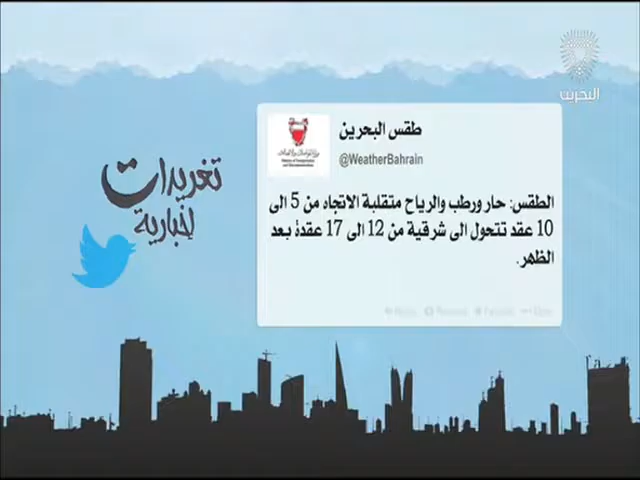 البحرين
طقس البحرين
@WeatherBahrain
تغريدات
إخبارية
الطقس: حار ورطب والرياح متقلبة الاتجاه من 5 الى
10 عقد تتحول الى شرقية من 12 الى 17 عقدة بعد
الظهر.